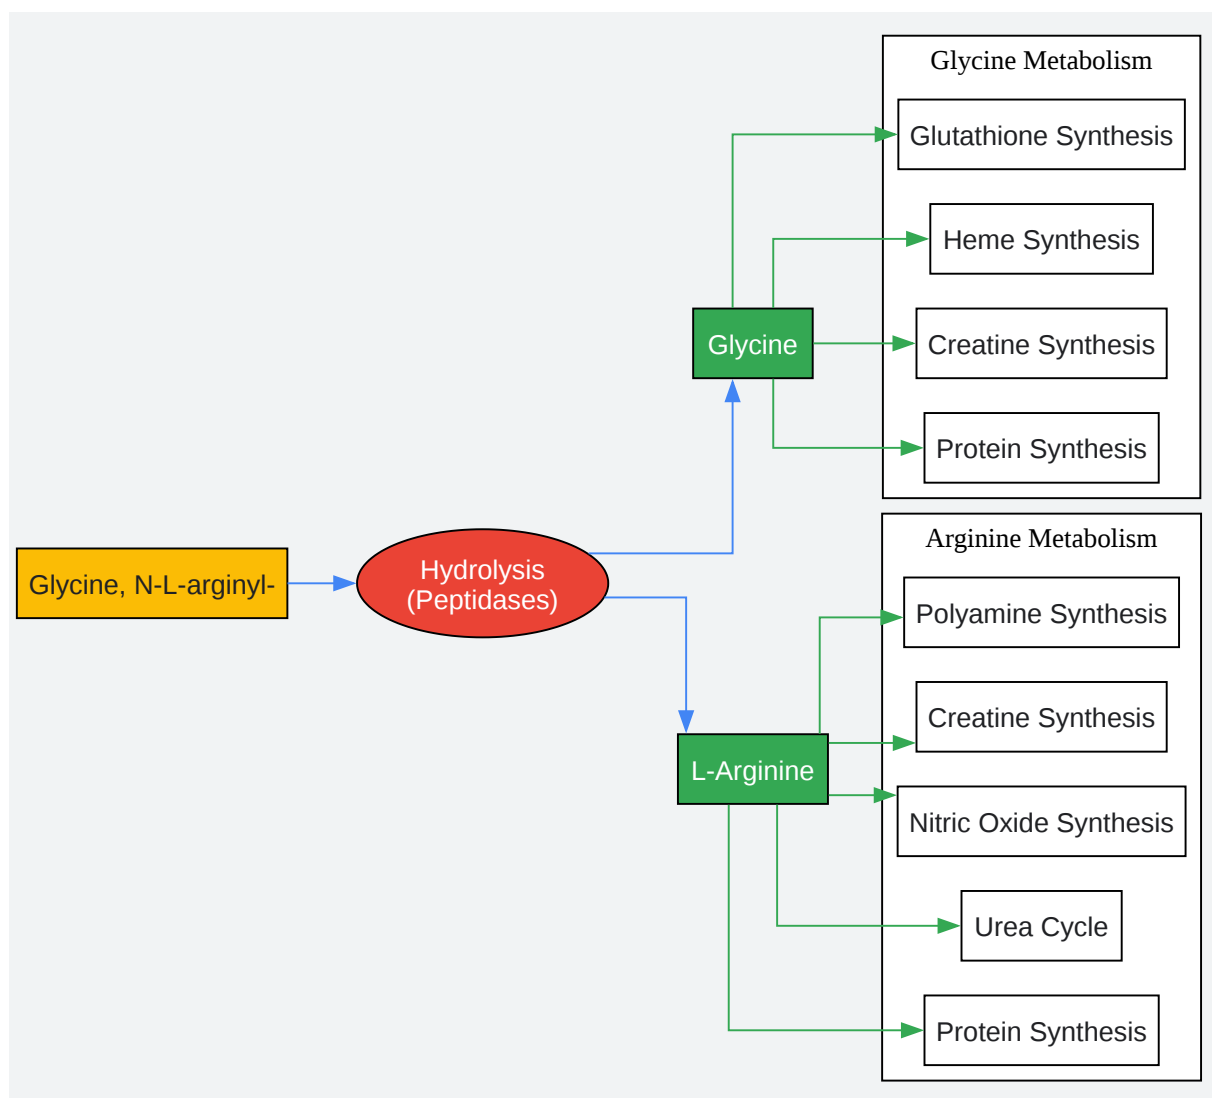 Glycine, N-L-arginyl-
Hydrolysis
(Peptidases)
Glycine
L-Arginine
Glycine Metabolism
Glutathione Synthesis
Heme Synthesis
Creatine Synthesis
Protein Synthesis
Arginine Metabolism
Polyamine Synthesis
Creatine Synthesis
Nitric Oxide Synthesis
Urea Cycle
Protein Synthesis